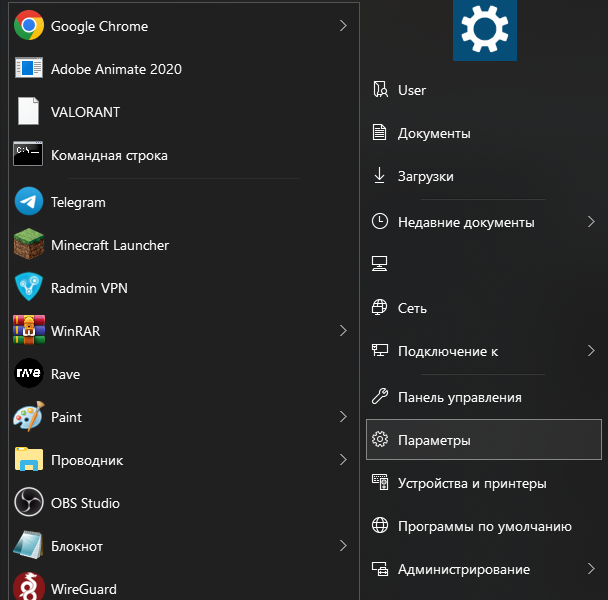 Google Chrome
Adobe Animate 2020
VALORANT
Командная строка
Telegram
Minecraft Launcher
Radmin VPN
WinRAR
Rave
Paint
Проводник
OBS Studio
Блокнот
WireGuard
User
Документы
Загрузки
Недавние документы
Сеть
Подключение к
Панель управления
Параметры
Устройства и принтеры
Программы по умолчанию
Администрирование